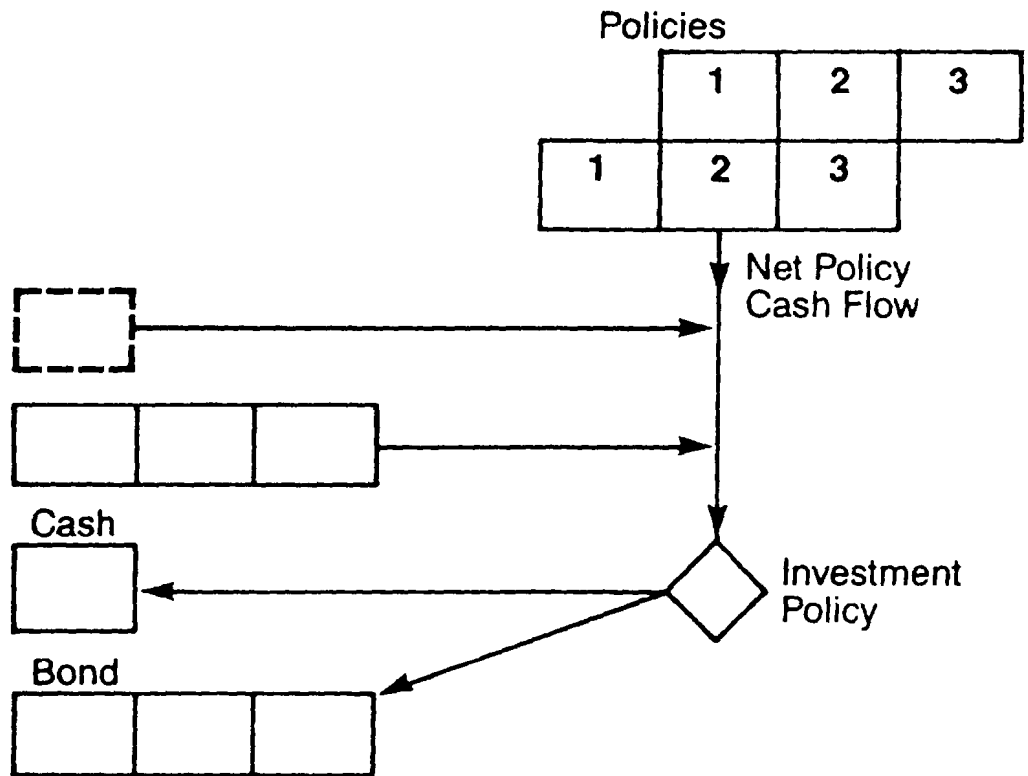 Policies
1 2 3
1 2 3
Net Policy
Cash Flow
Cash
Investment
Policy
Bond